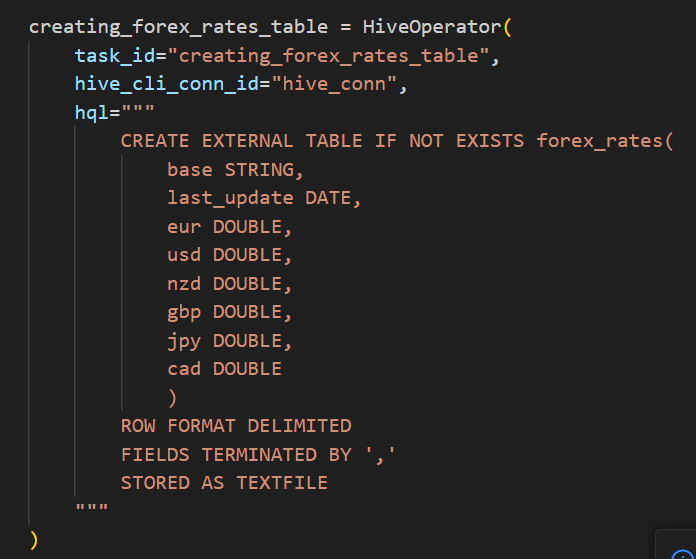 creating_forex_rates_table = HiveOperator(
    task_id="creating_forex_rates_table",
    hive_cli_conn_id="hive_conn",
    hql="""
        CREATE EXTERNAL TABLE IF NOT EXISTS forex_rates(
            base STRING,
            last_update DATE,
            eur DOUBLE,
            usd DOUBLE,
            nzd DOUBLE,
            gbp DOUBLE,
            jpy DOUBLE,
            cad DOUBLE
            )
        ROW FORMAT DELIMITED
        FIELDS TERMINATED BY ','
        STORED AS TEXTFILE
    """
)